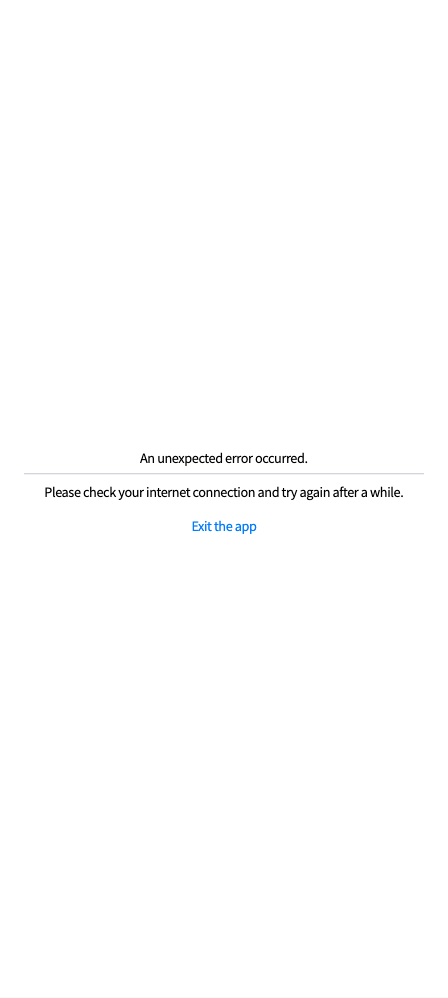 An unexpected error occurred.
Please check your internet connection and try again after a while.
Exit the app